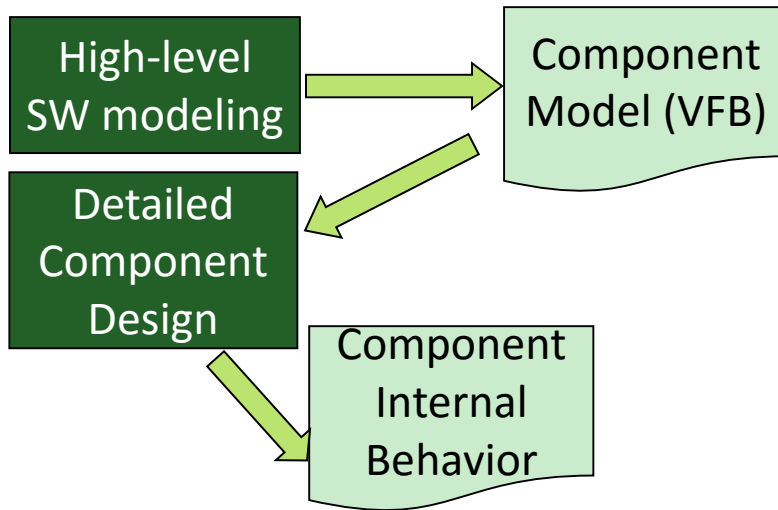 High-level
SW modeling
Component
Model (VFB)
Detailed
Component
Design
Component
Internal
Behavior